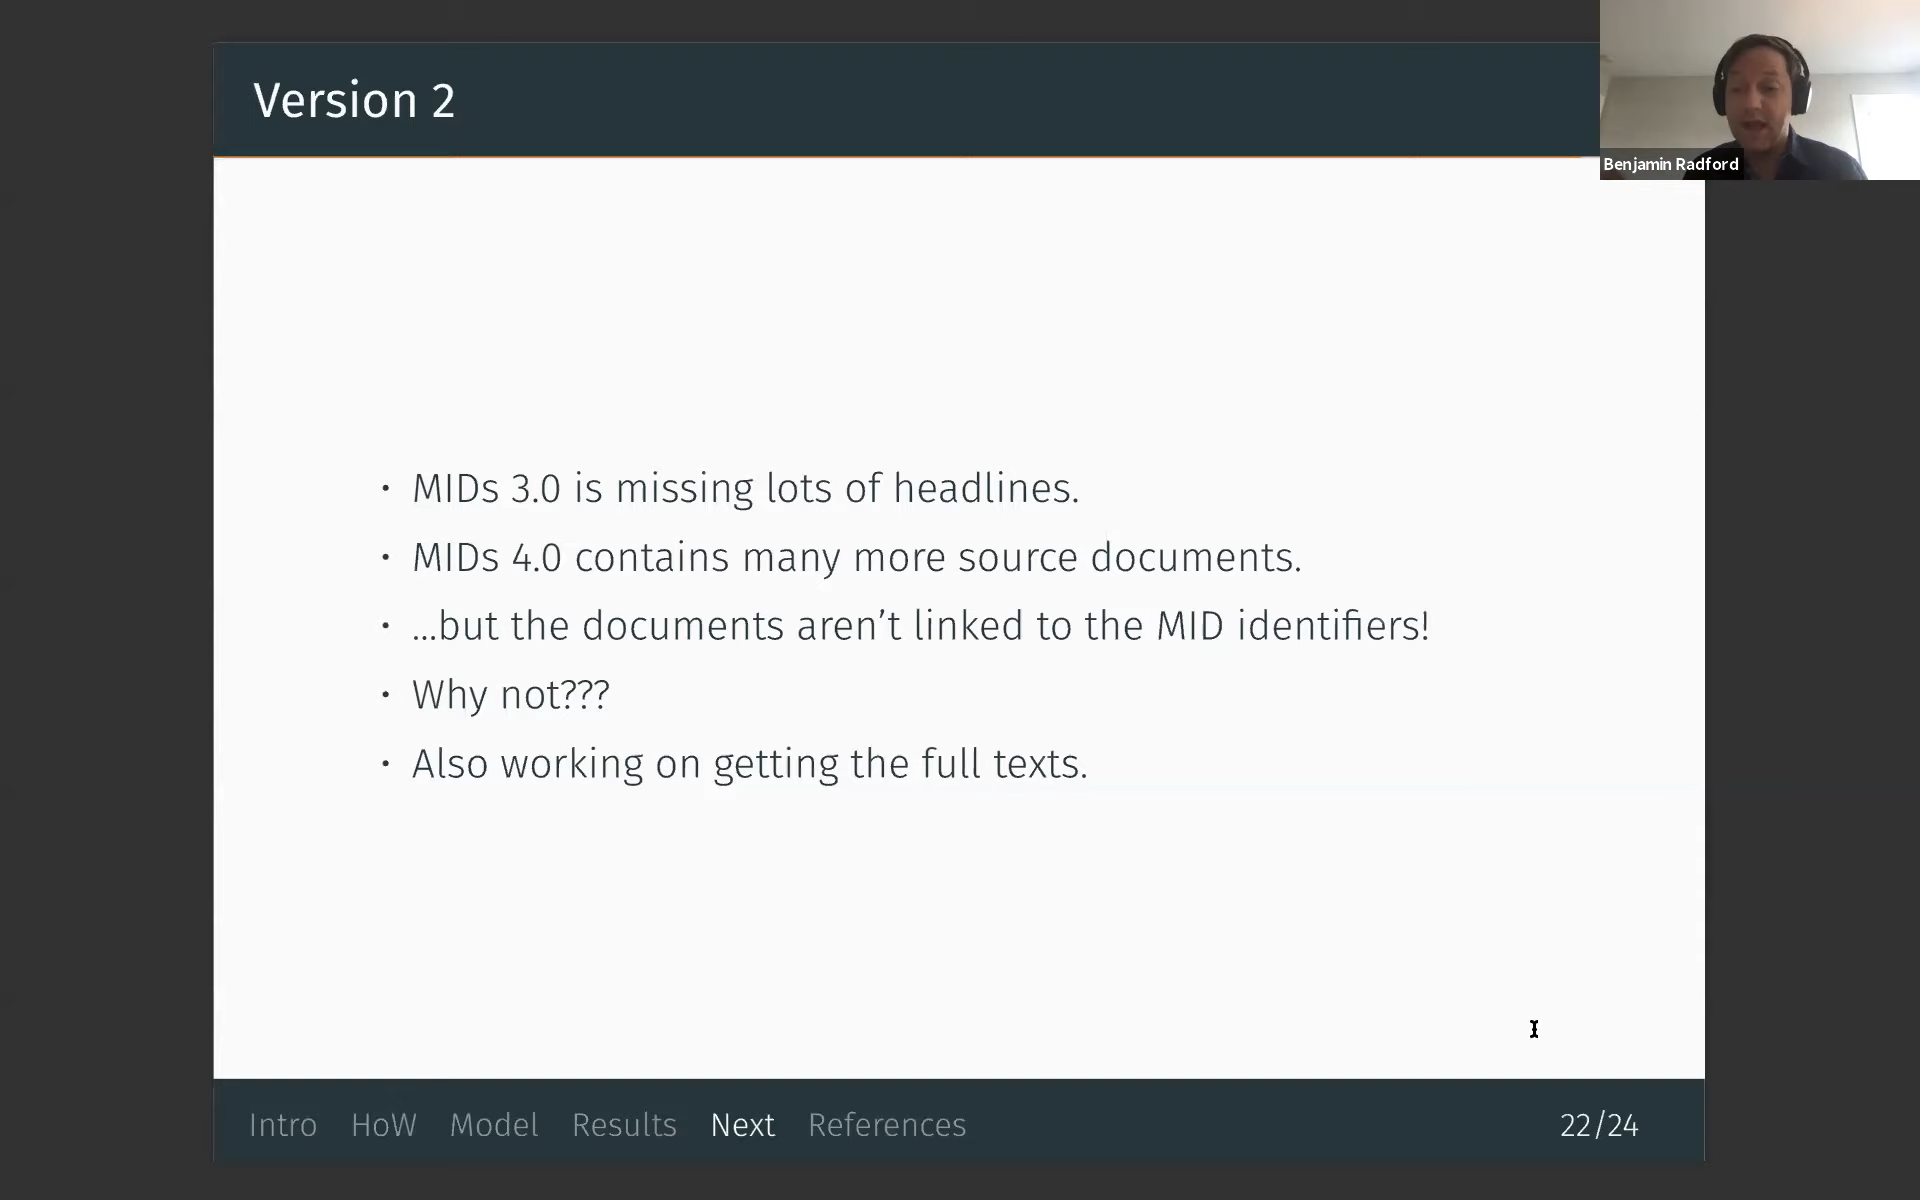 Version 2
Benjamin Radford
• MIDs 3.0 is missing lots of headlines.
• MIDs 4.0 contains many more source documents.
• ...but the documents aren’t linked to the MID identifiers!
• Why not???
• Also working on getting the full texts.
Intro HoW Model Results Next References 22/24